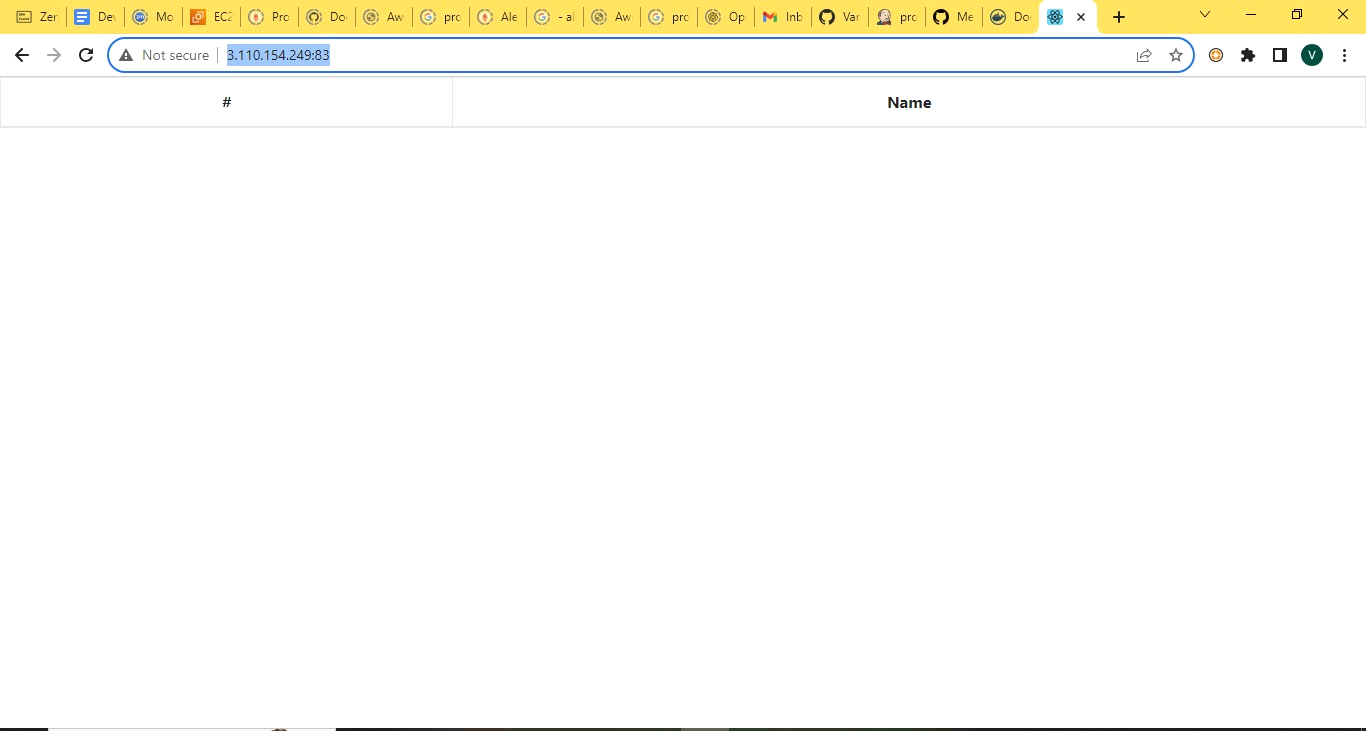 Zer Dev Mo EC2 Pro Do Aw pro Ale - al Aw pro Op Inb Var pro Me Do
Not secure 3.110.154.249:83 V
# Name